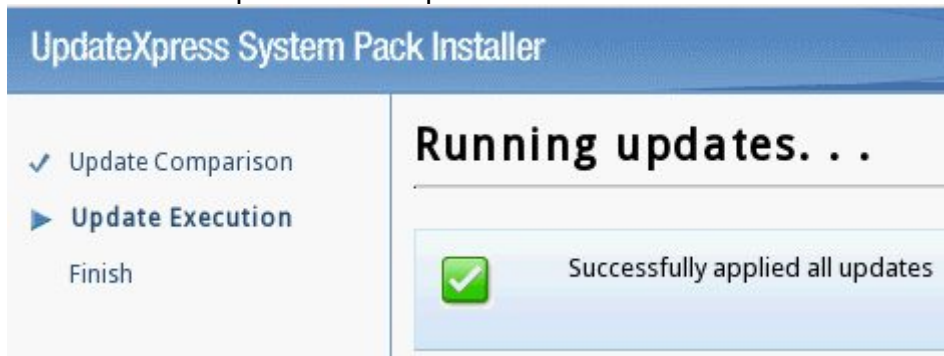 UpdateXpress System Pack Installer
Update Comparison
Update Execution
Finish
Running updates. . .
Successfully applied all updates